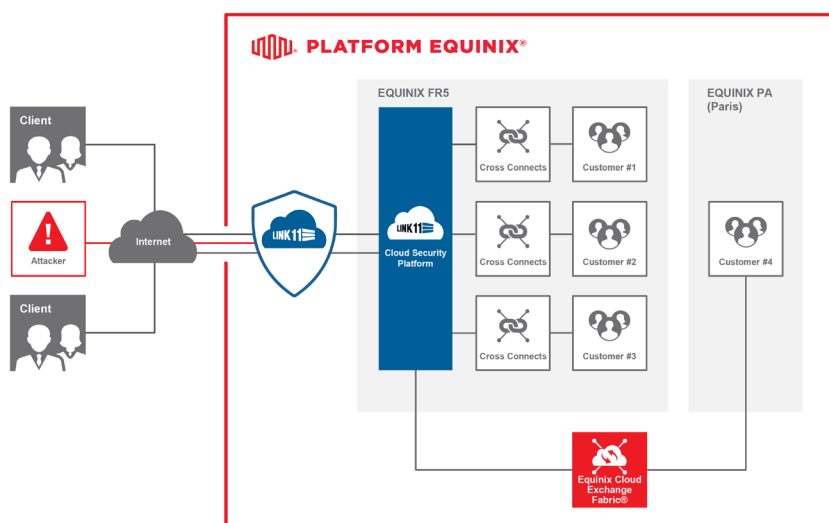 PLATFORM EQUINIX®
EQUINIX FR5
EQUINIX PA
(Paris)
Client
Attacker
Client
Internet
LINK11
LINK11
Cloud Security
Platform
Cross Connects
Customer #1
Cross Connects
Customer #2
Cross Connects
Customer #3
Customer #4
Equinix Cloud
Exchange
Fabric®